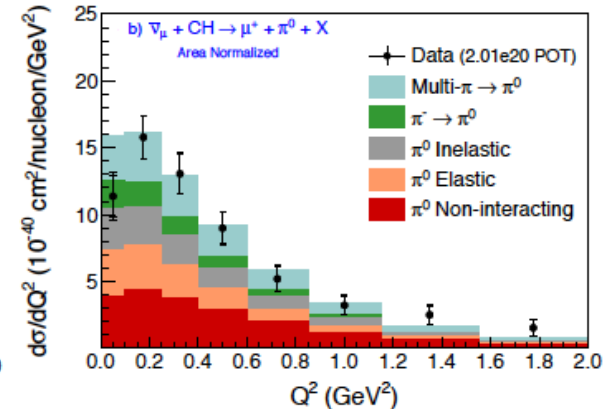 b) ν̄μ + CH → μ⁺ + π⁰ + X
Area Normalized
Data (2.01e20 POT)
Multi-π → π⁰
π⁻ → π⁰
π⁰ Inelastic
π⁰ Elastic
π⁰ Non-interacting
dσ/dQ² (10⁻⁴⁰ cm²/nucleon/GeV²)
25
20
15
10
5
0.0 0.2 0.4 0.6 0.8 1.0 1.2 1.4 1.6 1.8 2.0
Q² (GeV²)
)